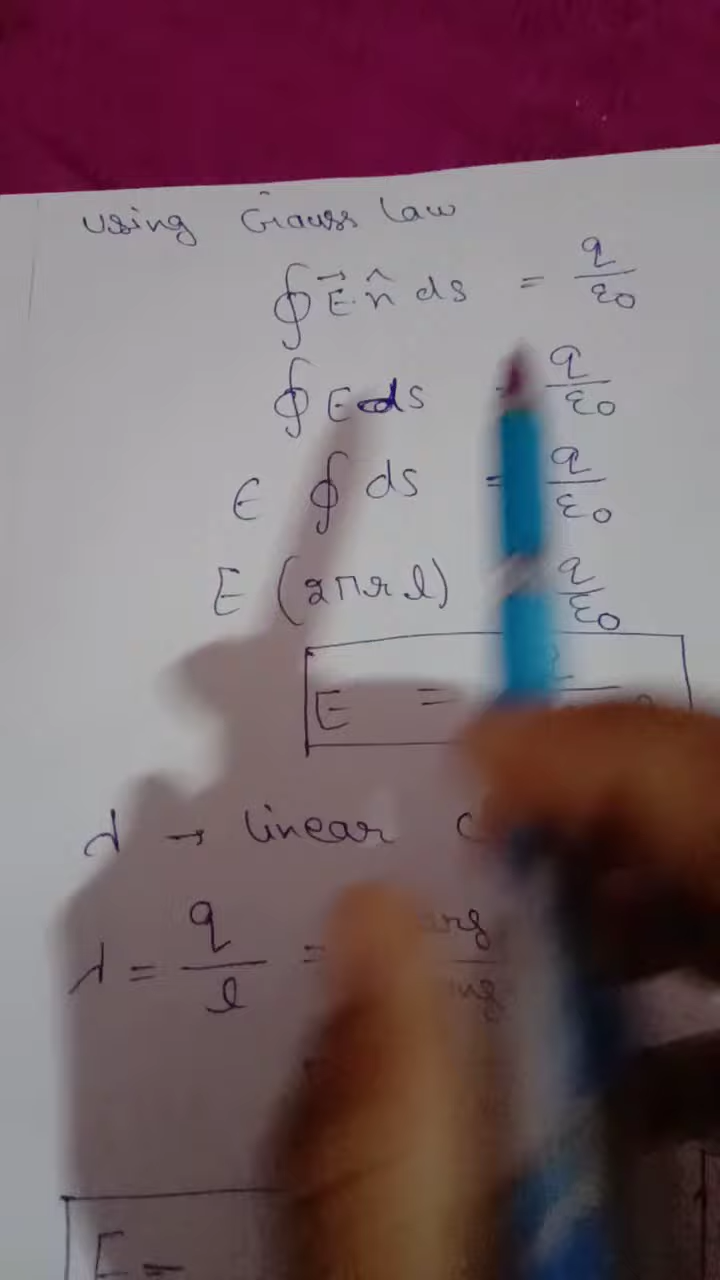 using Gauss Law
∮ E⃗.n̂ ds = q/ε0
∮ E ds = q/ε0
E ∮ ds = q/ε0
E (2πrl) q/ε0
E =
λ → linear
λ = q/l =
E =